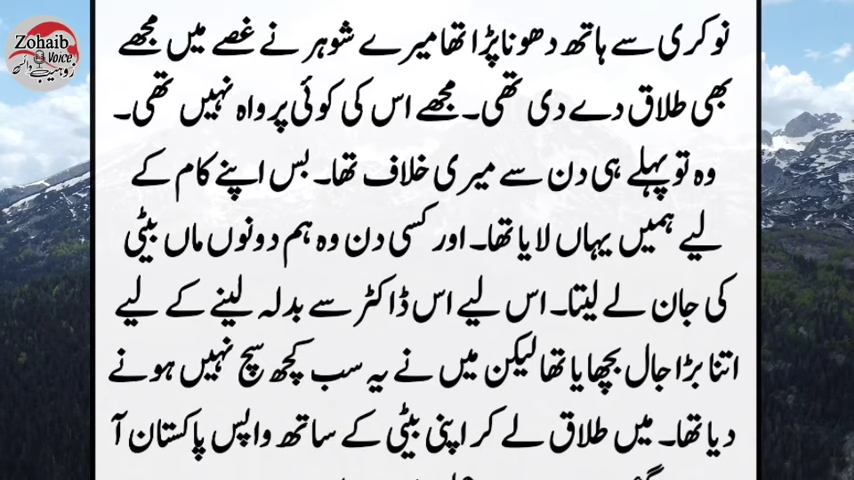 Zohaib
Voice
نوکری سے ہاتھ دھونا پڑا تھا میرے شوہر نے غصے میں مجھے
بھی طلاق دے دی تھی۔ مجھے اس کی کوئی پرواہ نہیں تھی۔
وہ تو پہلے ہی دن سے میری خلاف تھا۔ بس اپنے کام کے
لیے ہمیں یہاں لایا تھا۔ اور کسی دن وہ ہم دونوں ماں بیٹی
کی جان لے لیتا۔ اس لیے اس ڈاکٹر سے بدلہ لینے کے لیے
اتنا بڑا جال بچھایا تھا لیکن میں نے یہ سب کچھ سچ نہیں ہونے
دیا تھا۔ میں طلاق لے کر اپنی بیٹی کے ساتھ واپس پاکستان آ